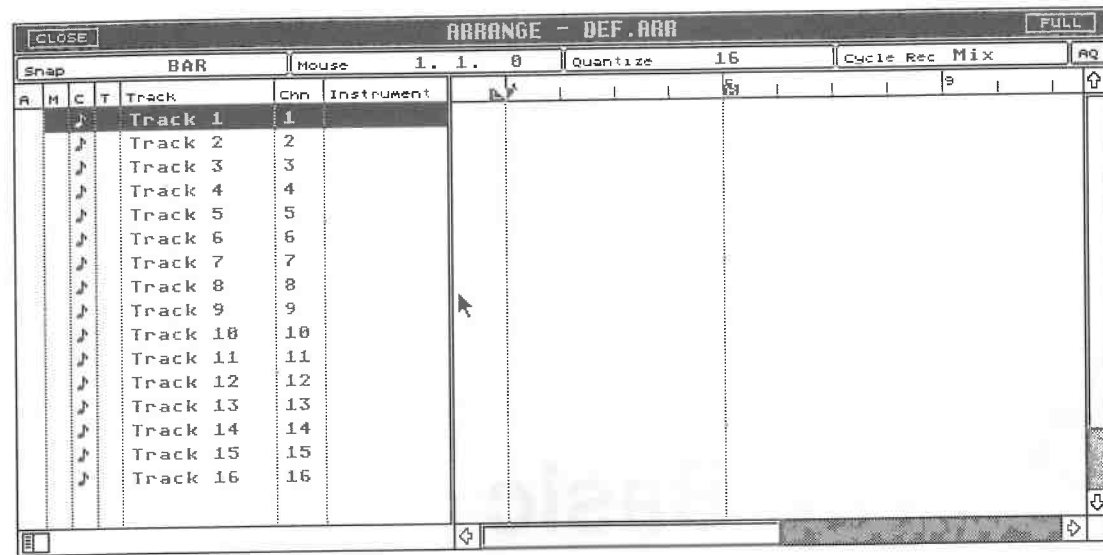 CLOSE ARRANGE - DEF.ARR FULL
Snap BAR Mouse 1. 1. 0 Quantize 16 Cycle Rec Mix AQ
A M C T Track Chn Instrument 5 9
Track 1 1
Track 2 2
Track 3 3
Track 4 4
Track 5 5
Track 6 6
Track 7 7
Track 8 8
Track 9 9
Track 10 10
Track 11 11
Track 12 12
Track 13 13
Track 14 14
Track 15 15
Track 16 16